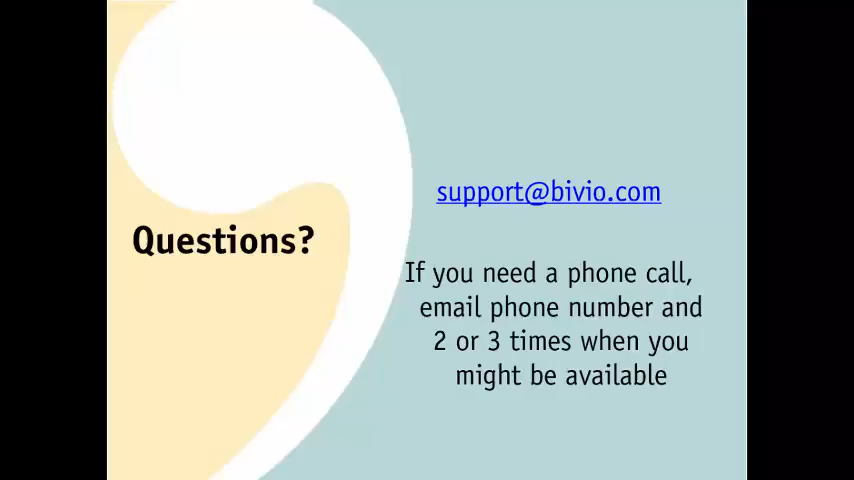 Questions?
support@bivio.com
If you need a phone call,
email phone number and
2 or 3 times when you
might be available